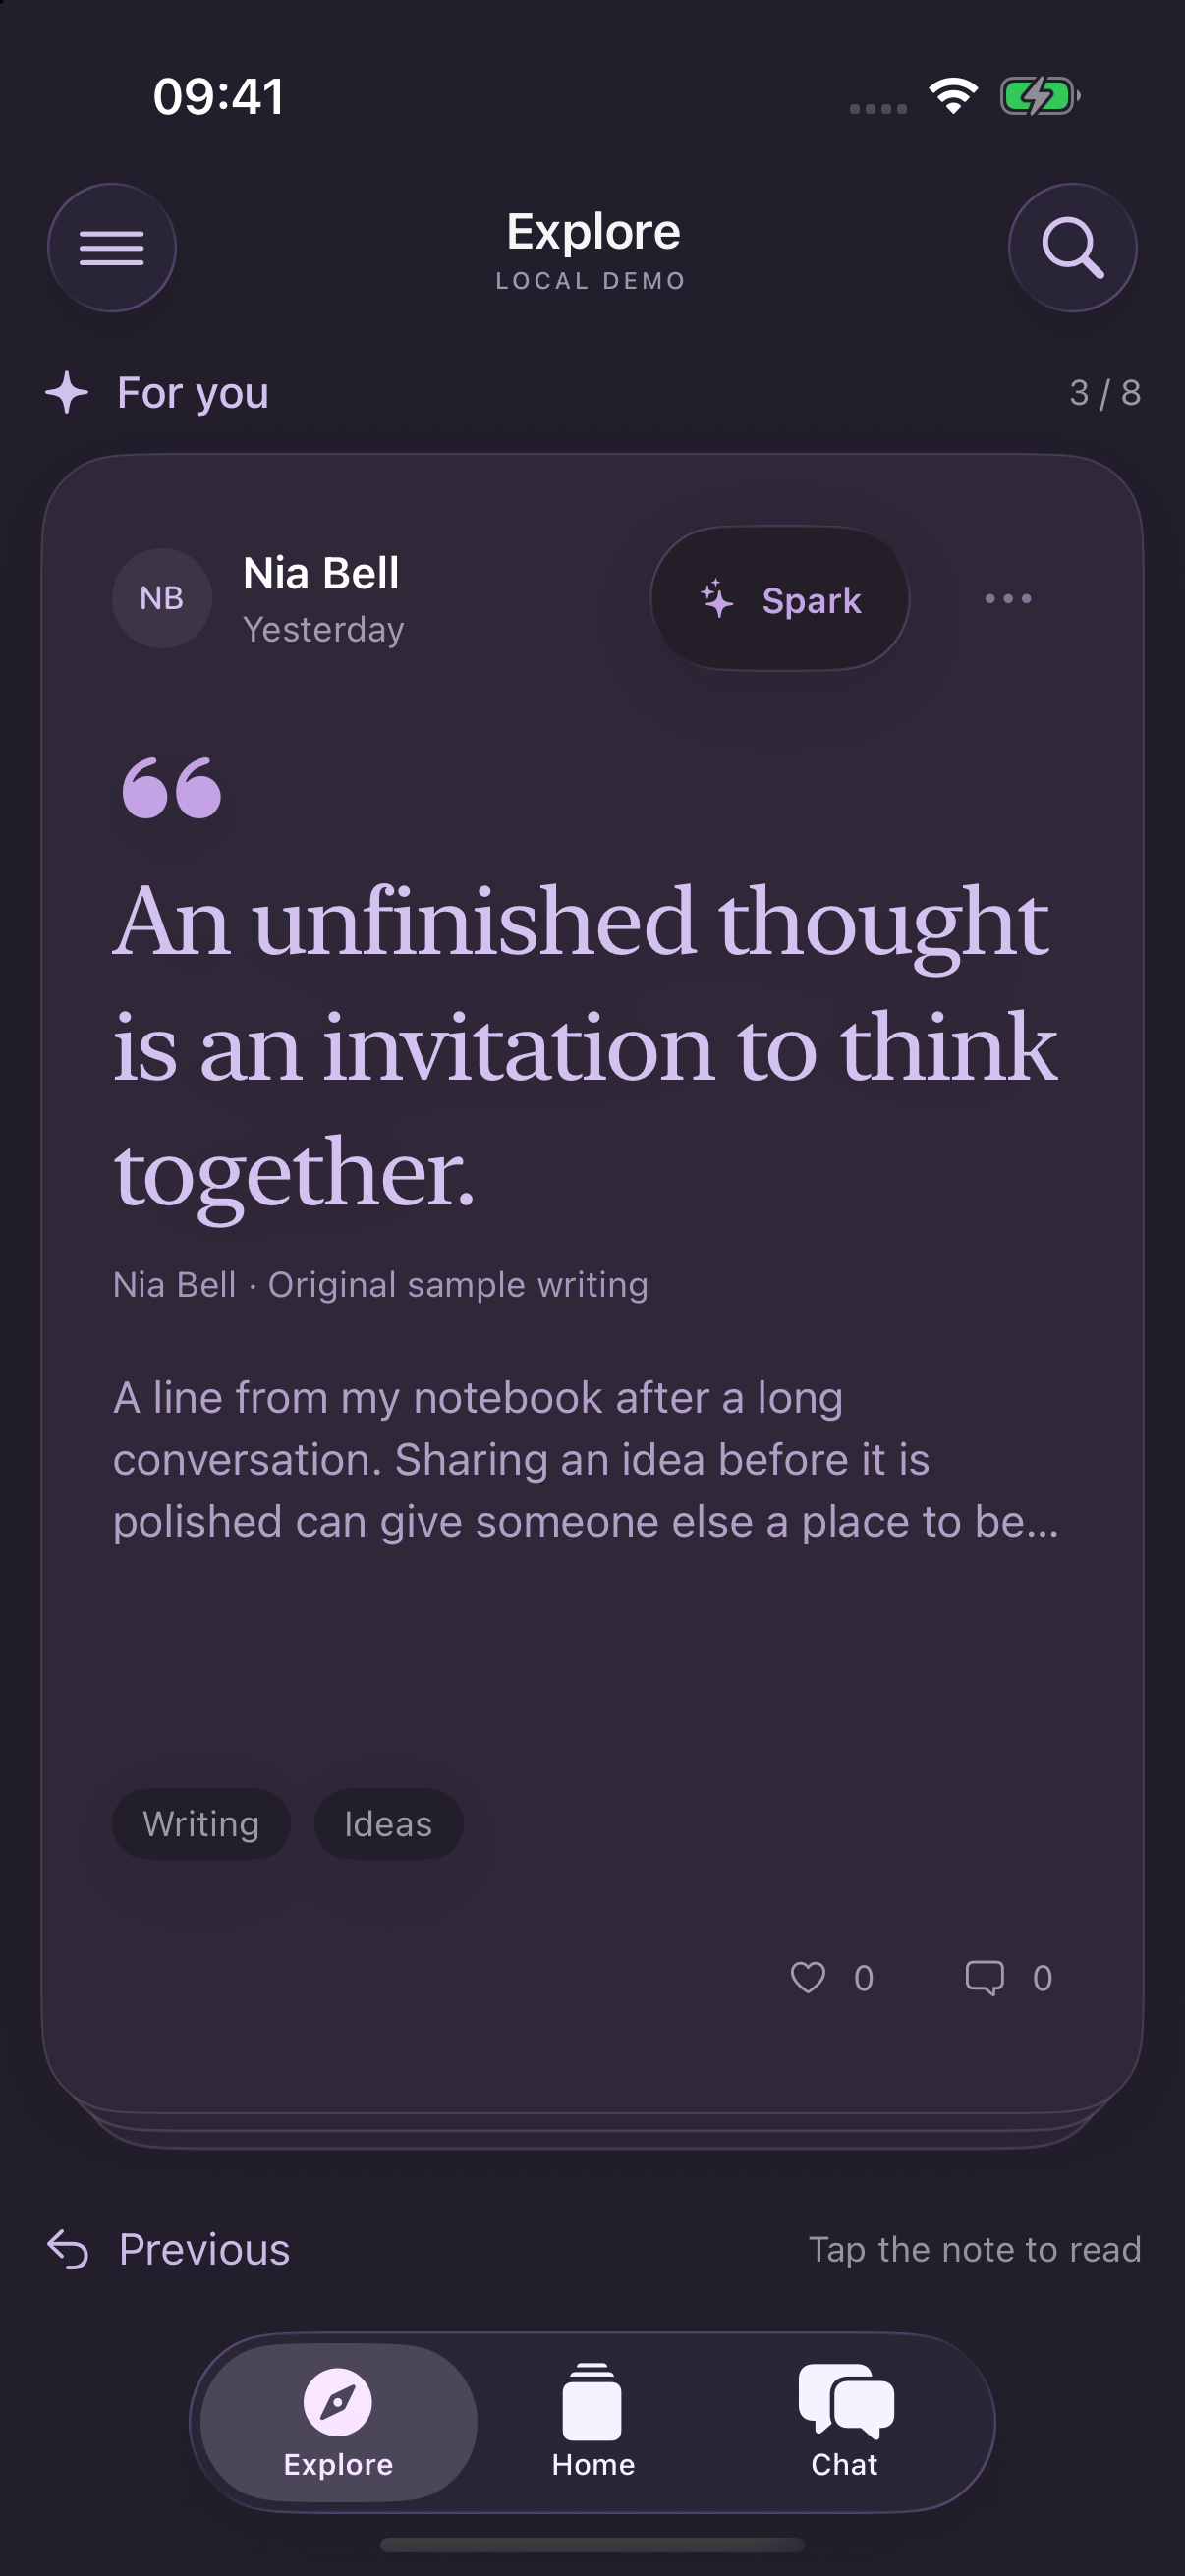 09:41
Explore
LOCAL DEMO
For you
3 / 8
NB
Nia Bell
Yesterday
Spark
“
An unfinished thought
is an invitation to think
together.
Nia Bell · Original sample writing
A line from my notebook after a long
conversation. Sharing an idea before it is
polished can give someone else a place to be...
Writing
Ideas
0
0
Previous
Tap the note to read
Explore
Home
Chat